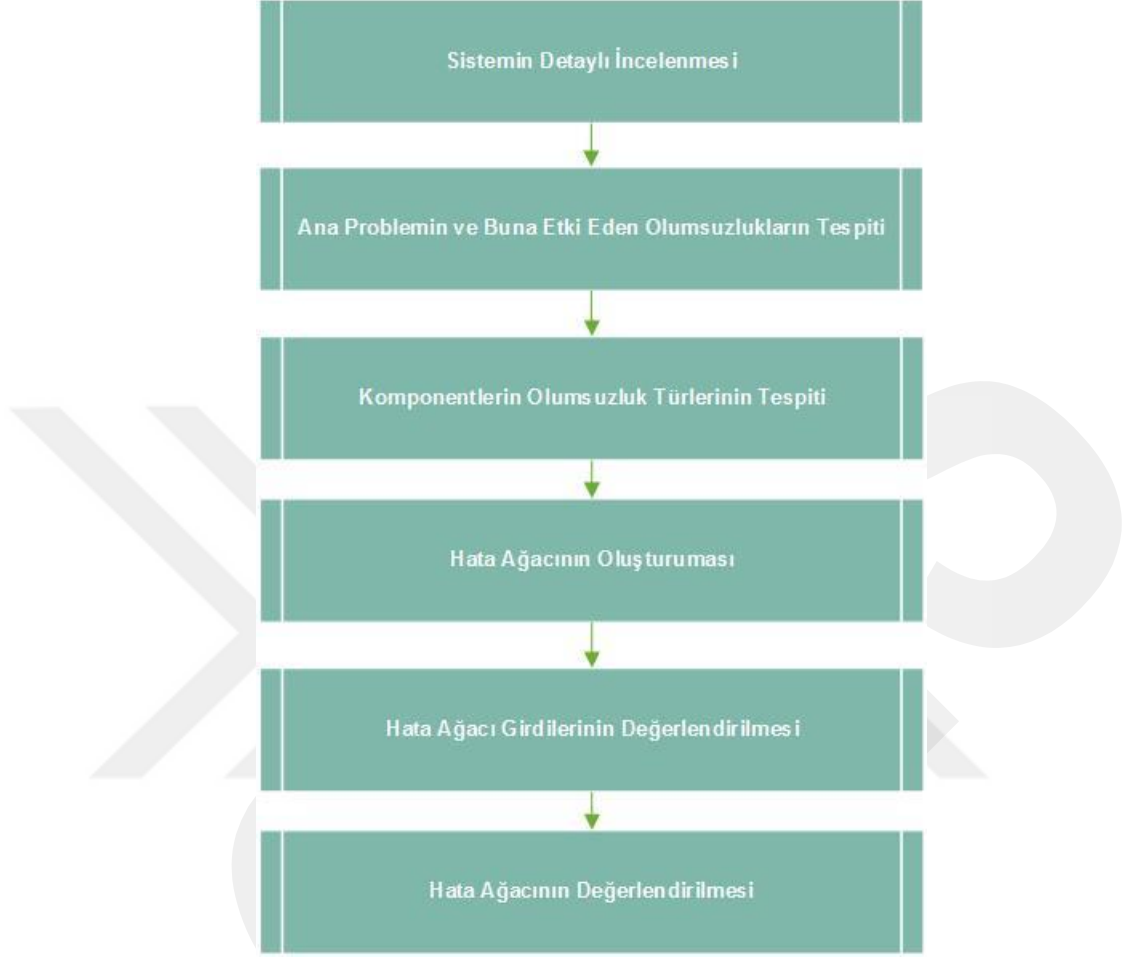 Sistemin Detaylı İncelenmesi
Ana Problemin ve Buna Etki Eden Olumsuzlukların Tespiti
Komponentlerin Olumsuzluk Türlerinin Tespiti
Hata Ağacının Oluşturuması
Hata Ağacı Girdilerinin Değerlendirilmesi
Hata Ağacının Değerlendirilmesi